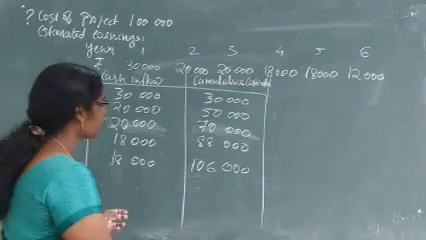 ? Cost of Project 100 000
Estimated earnings:
Year 1 2 3 4 5 6
₹ 30000 20 000 20 000 18000 18000 12 000
Cash inflow Cumulative
30 000 30 000
20 000 50 000
20 000 70 000
18 000 88 000
18 000 106 000